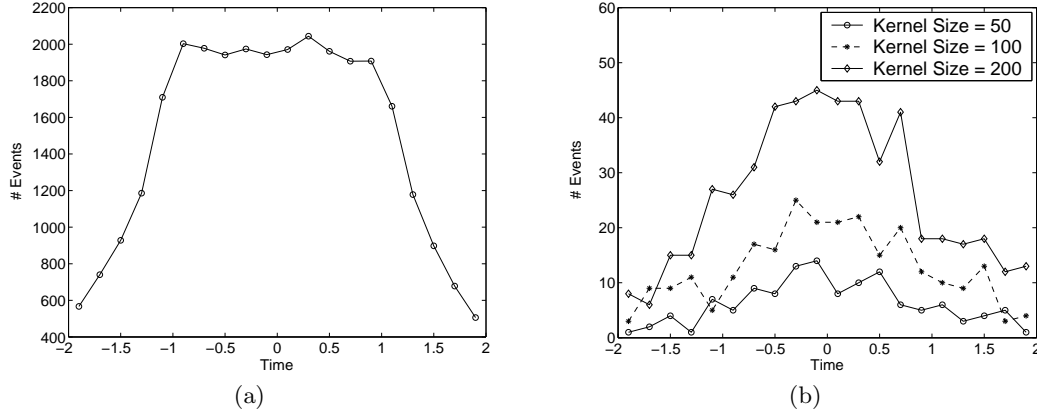 2200
2000
1800
1600
1400
1200
1000
800
600
400
# Events
−2 −1.5 −1 −0.5 0 0.5 1 1.5 2
Time
(a)
60
50
40
30
20
10
0
# Events
Kernel Size = 50
Kernel Size = 100
Kernel Size = 200
−2 −1.5 −1 −0.5 0 0.5 1 1.5 2
Time
(b)